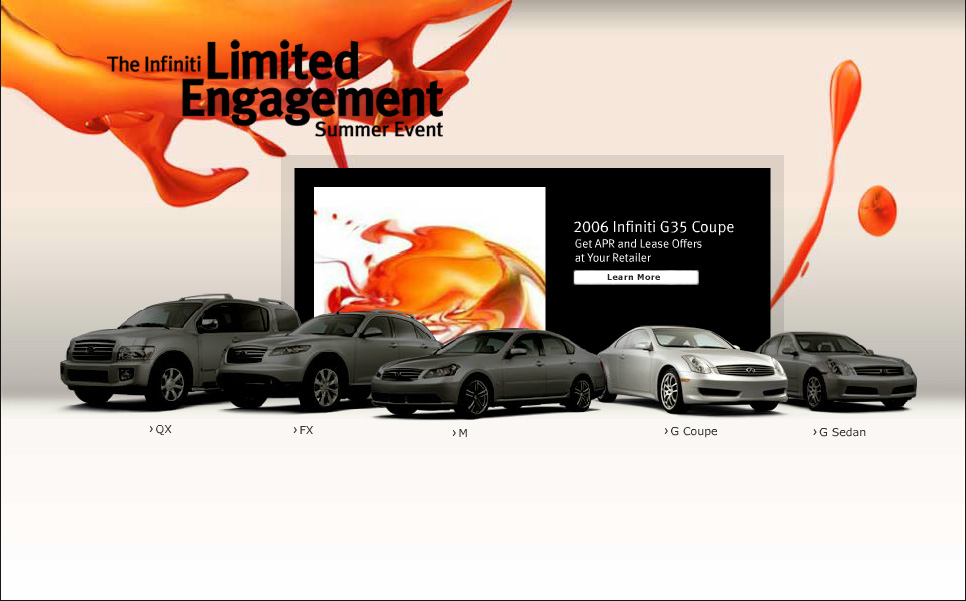 The Infiniti Limited
Engagement
Summer Event
2006 Infiniti G35 Coupe
Get APR and Lease Offers
at Your Retailer
Learn More
› QX
› FX
› M
› G Coupe
› G Sedan